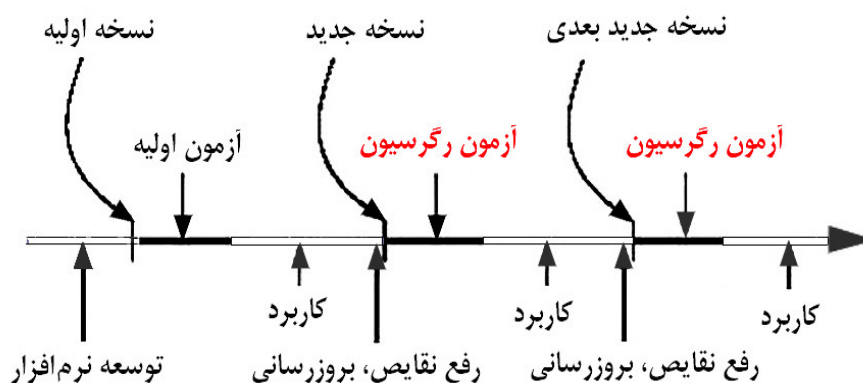 نسخه اولیه
نسخه جدید
نسخه جدید بعدی
آزمون اولیه
آزمون رگرسیون
آزمون رگرسیون
کاربرد
کاربرد
کاربرد
توسعه نرم‌افزار
رفع نقایص، بروزرسانی
رفع نقایص، بروزرسانی